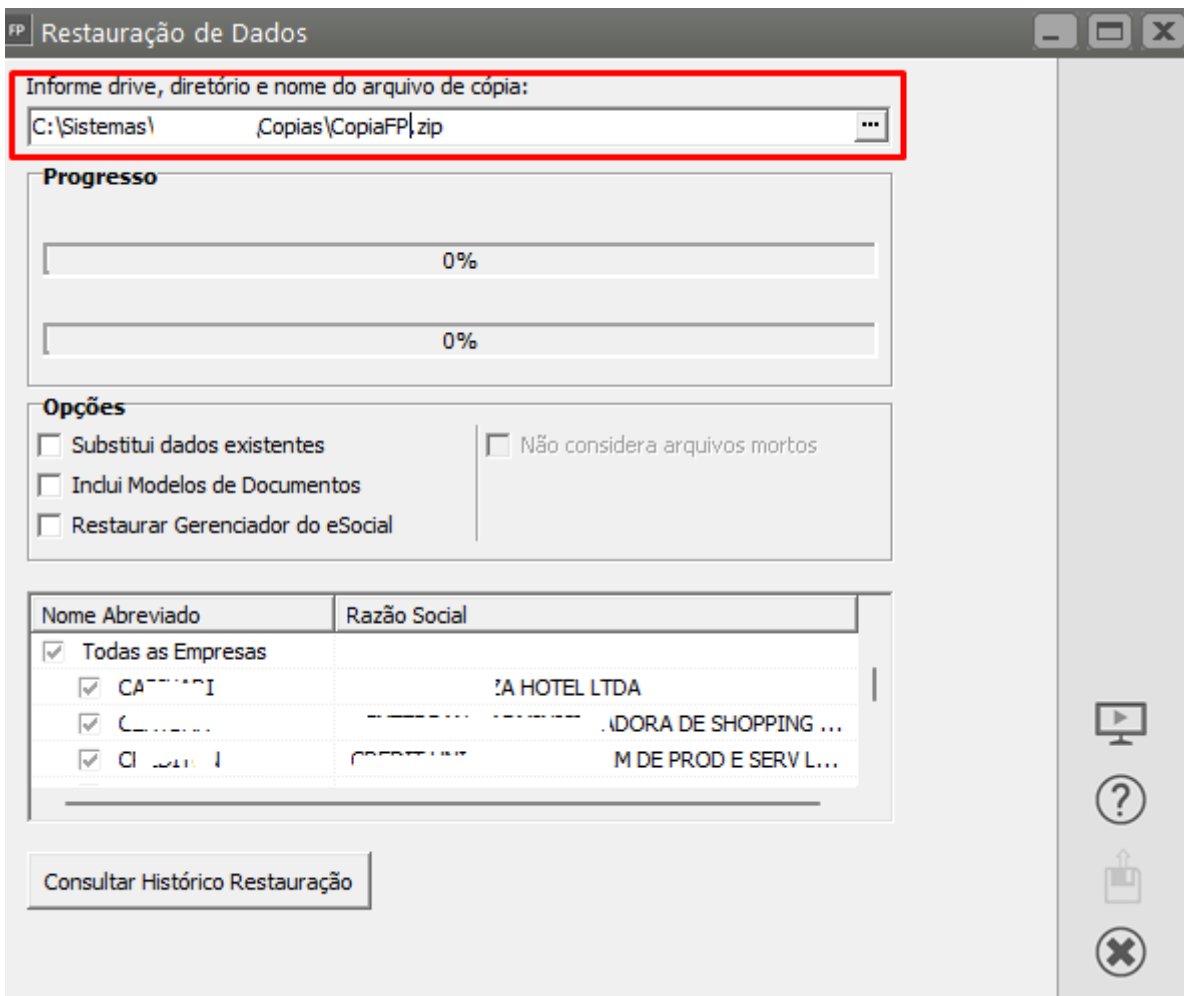 FP Restauração de Dados
Informe drive, diretório e nome do arquivo de cópia:
C:\Sistemas\ Copias\CopiaFP.zip
...
Progresso
0%
0%
Opções
Substitui dados existentes
Não considera arquivos mortos
Inclui Modelos de Documentos
Restaurar Gerenciador do eSocial
Nome Abreviado Razão Social
Todas as Empresas
HOTEL LTDA
DE SHOPPING ...
DE PROD E SERV L...
Consultar Histórico Restauração
?